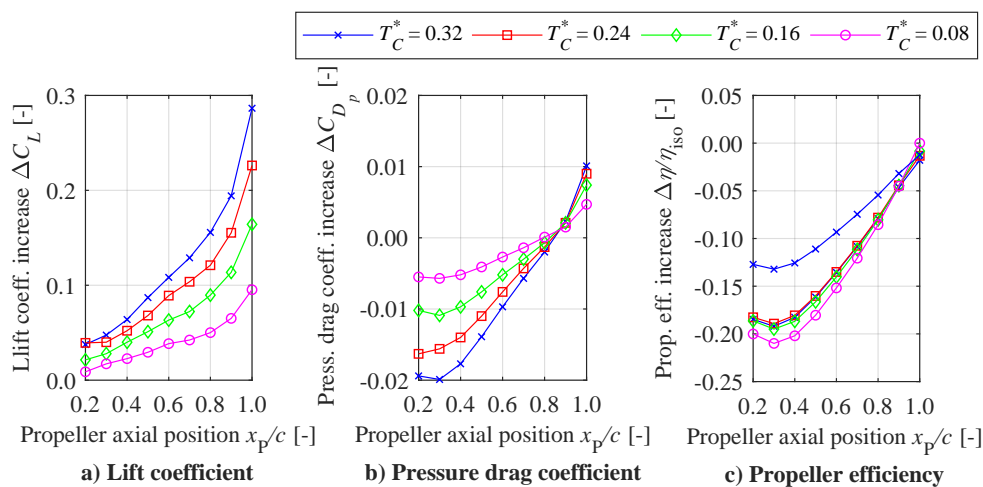 T*C = 0.32 T*C = 0.24 T*C = 0.16 T*C = 0.08
Llift coeff. increase ΔCL [-]
0.3
0.2
0.1
0.0
0.2 0.4 0.6 0.8 1.0
Propeller axial position xP/c [-]
a) Lift coefficient
Press. drag coeff. increase ΔCDp [-]
0.02
0.01
0.00
-0.01
-0.02
0.2 0.4 0.6 0.8 1.0
Propeller axial position xP/c [-]
b) Pressure drag coefficient
Prop. eff. increase Δη/ηiso [-]
0.05
0.00
-0.05
-0.10
-0.15
-0.20
-0.25
0.2 0.4 0.6 0.8 1.0
Propeller axial position xP/c [-]
c) Propeller efficiency